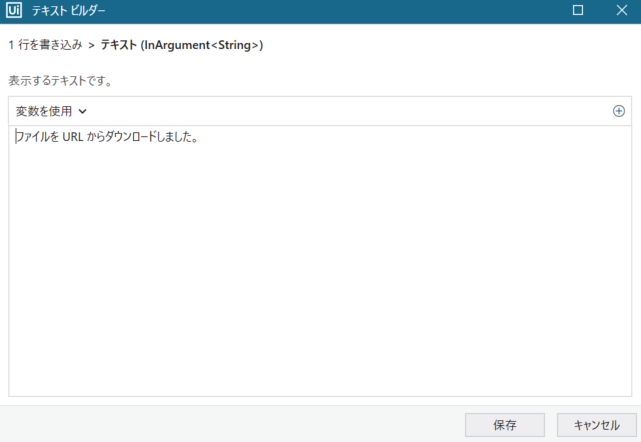 Ui テキスト ビルダー
1 行を書き込み > テキスト (InArgument<String>)
表示するテキストです。
変数を使用
ファイルを URL からダウンロードしました。
保存 キャンセル